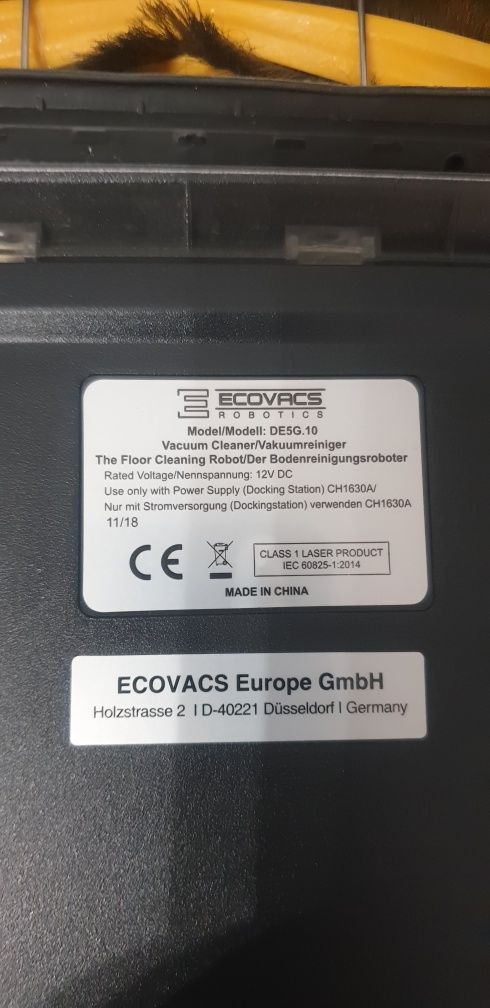 ECOVACS
ROBOTICS
Model/Modell: DE5G.10
Vacuum Cleaner/Vakuumreiniger
The Floor Cleaning Robot/Der Bodenreinigungsroboter
Rated Voltage/Nennspannung: 12V DC
Use only with Power Supply (Docking Station) CH1630A/
Nur mit Stromversorgung (Dockingstation) verwenden CH1630A
11/18
CE
CLASS 1 LASER PRODUCT
IEC 60825-1:2014
MADE IN CHINA
ECOVACS Europe GmbH
Holzstrasse 2 I D-40221 Düsseldorf I Germany